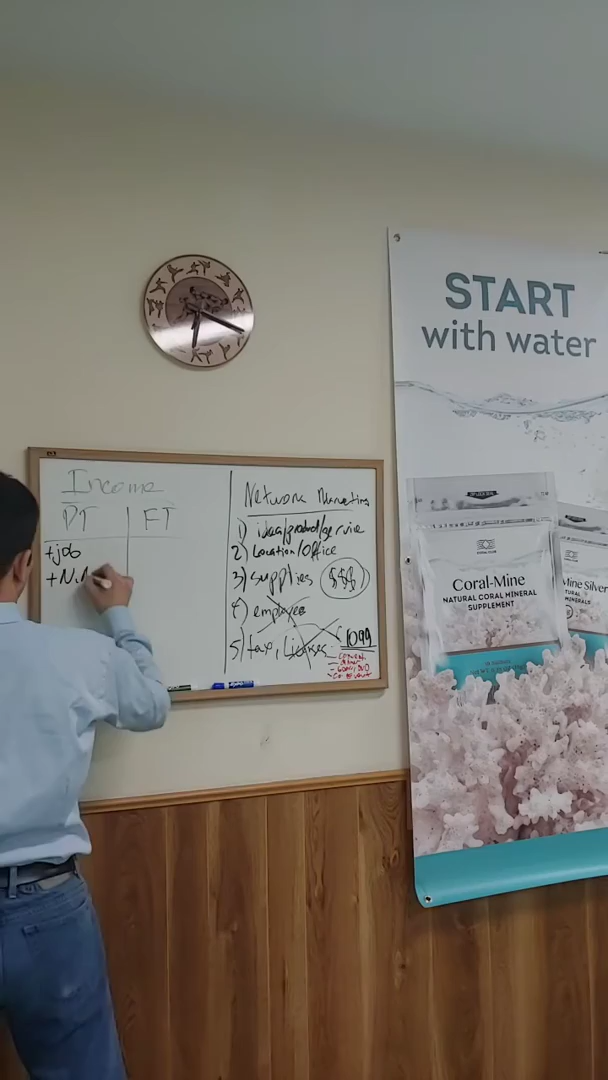 Income
PT FT
+job
+N.M
Network Marketing
1) idea/product/service
2) Location/Office
3) supplies $$$
4) employee
5) tax, Licenses - 1099
START
with water
Coral-Mine
NATURAL CORAL MINERAL
SUPPLEMENT
Mine Silver